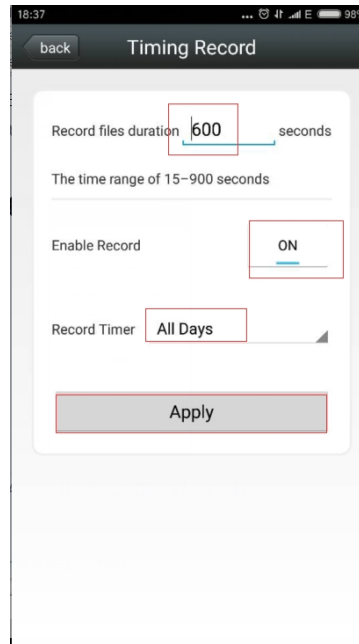 18:37 ... E 98%
back Timing Record
Record files duration 600 seconds
The time range of 15-900 seconds
Enable Record ON
Record Timer All Days
Apply